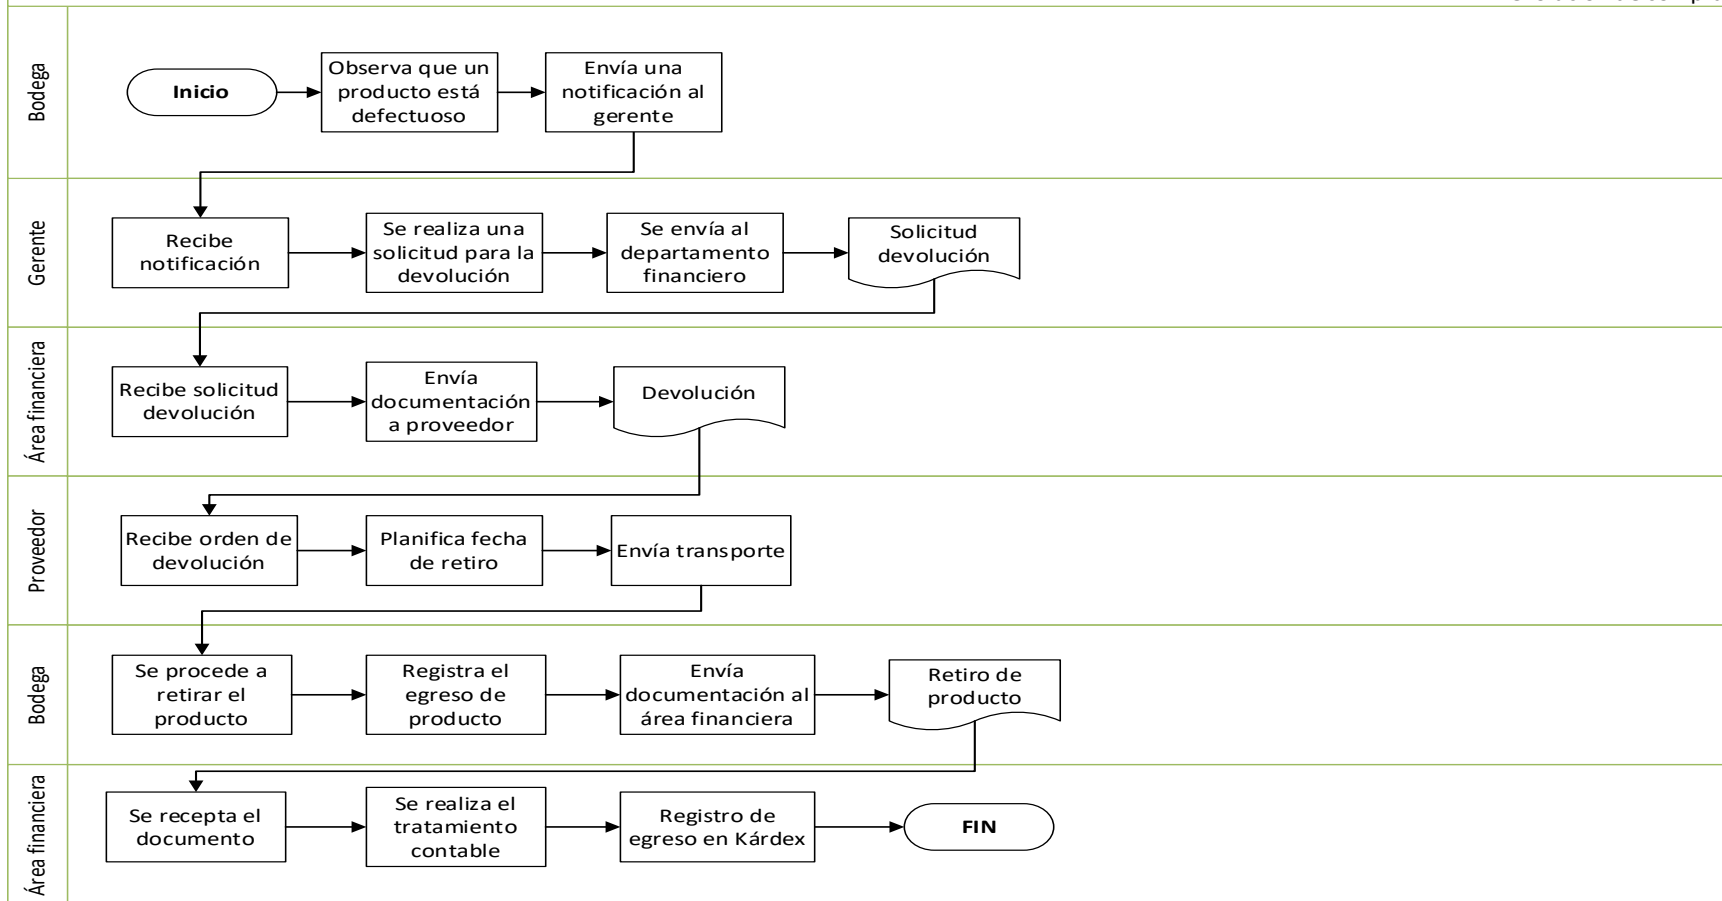 Bodega
Inicio
Observa que un
producto está
defectuoso
Envía una
notificación al
gerente
Gerente
Recibe
notificación
Se realiza una
solicitud para la
devolución
Se envía al
departamento
financiero
Solicitud
devolución
Área financiera
Recibe solicitud
devolución
Envía
documentación
a proveedor
Devolución
Proveedor
Recibe orden de
devolución
Planifica fecha
de retiro
Envía transporte
Bodega
Se procede a
retirar el
producto
Registra el
egreso de
producto
Envía
documentación al
área financiera
Retiro de
producto
Área financiera
Se recepta el
documento
Se realiza el
tratamiento
contable
Registro de
egreso en Kárdex
FIN